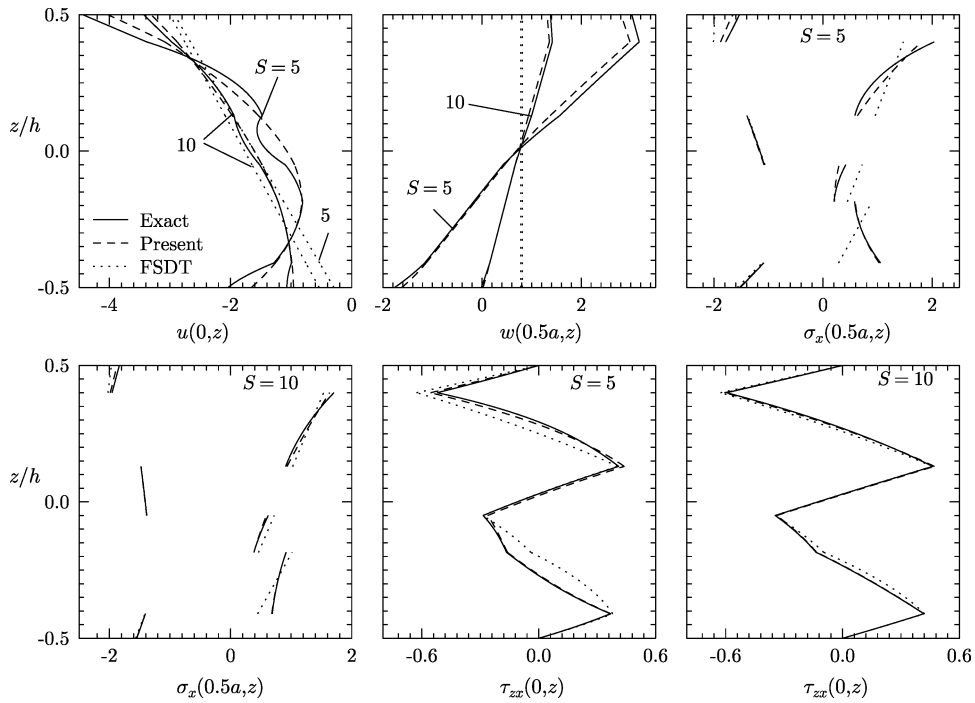 0.5
z/h
0.0
-0.5
S = 5
10
5
Exact
Present
FSDT
-4
-2
0
u(0,z)
10
S = 5
-2
0
2
w(0.5a,z)
S = 5
-2
0
2
σx(0.5a,z)
0.5
z/h
0.0
-0.5
S = 10
-2
0
2
σx(0.5a,z)
S = 5
-0.6
0.0
0.6
τzx(0,z)
S = 10
-0.6
0.0
0.6
τzx(0,z)